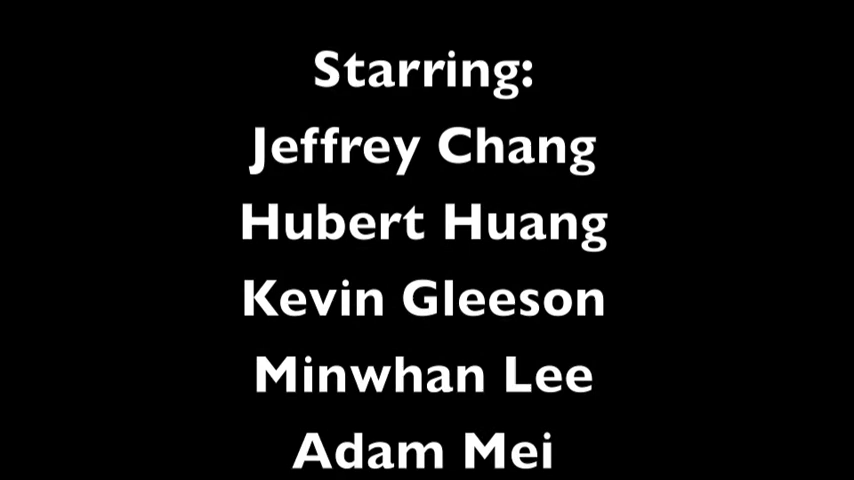 Starring:
Jeffrey Chang
Hubert Huang
Kevin Gleeson
Minwhan Lee
Adam Mei